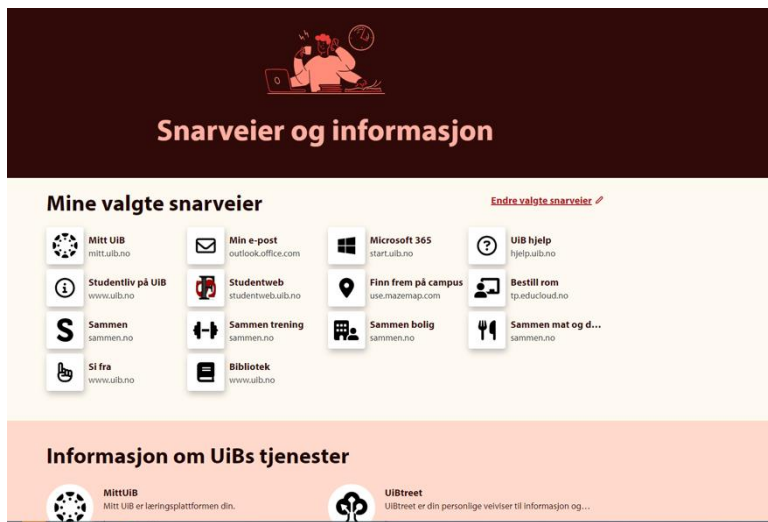 Snarveier og informasjon
Mine valgte snarveier
Endre valgte snarveier
Mitt UiB
mitt.uib.no
Min e-post
outlook.office.com
Microsoft 365
start.uib.no
UiB hjelp
hjelp.uib.no
Studentliv på UiB
www.uib.no
Studentweb
studentweb.uib.no
Finn frem på campus
use.mazemap.com
Bestill rom
tp.educloud.no
Sammen
sammen.no
Sammen trening
sammen.no
Sammen bolig
sammen.no
Sammen mat og d...
sammen.no
Si fra
www.uib.no
Bibliotek
www.uib.no
Informasjon om UiBs tjenester
MittUiB
Mitt UiB er læringsplattformen din.
UiBtreet
UiBtreet er din personlige veiviser til informasjon og...